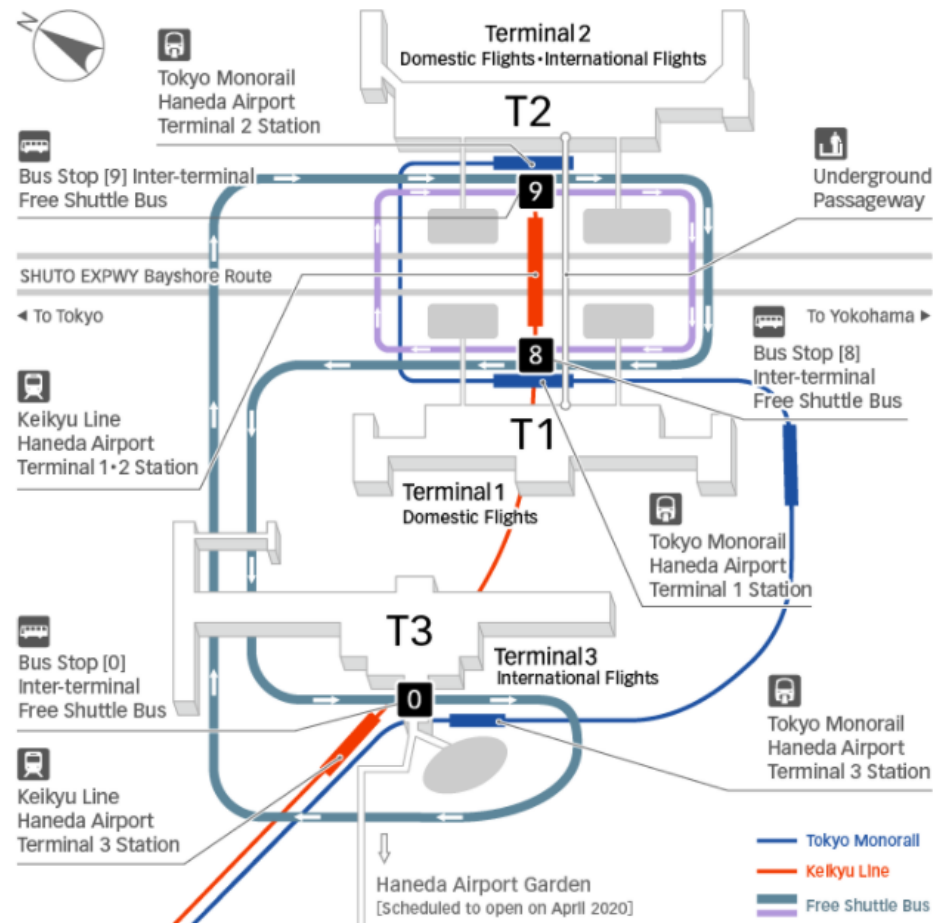 N
Terminal 2
Domestic Flights・International Flights
T2
Tokyo Monorail
Haneda Airport
Terminal 2 Station
Bus Stop [9] Inter-terminal
Free Shuttle Bus
9
Underground
Passageway
SHUTO EXPWY Bayshore Route
◀ To Tokyo
To Yokohama ▶
8
Bus Stop [8]
Inter-terminal
Free Shuttle Bus
Keikyu Line
Haneda Airport
Terminal 1・2 Station
T1
Terminal 1
Domestic Flights
Tokyo Monorail
Haneda Airport
Terminal 1 Station
T3
Terminal 3
International Flights
Bus Stop [0]
Inter-terminal
Free Shuttle Bus
0
Tokyo Monorail
Haneda Airport
Terminal 3 Station
Keikyu Line
Haneda Airport
Terminal 3 Station
Haneda Airport Garden
[Scheduled to open on April 2020]
Tokyo Monorail
Keikyu Line
Free Shuttle Bus